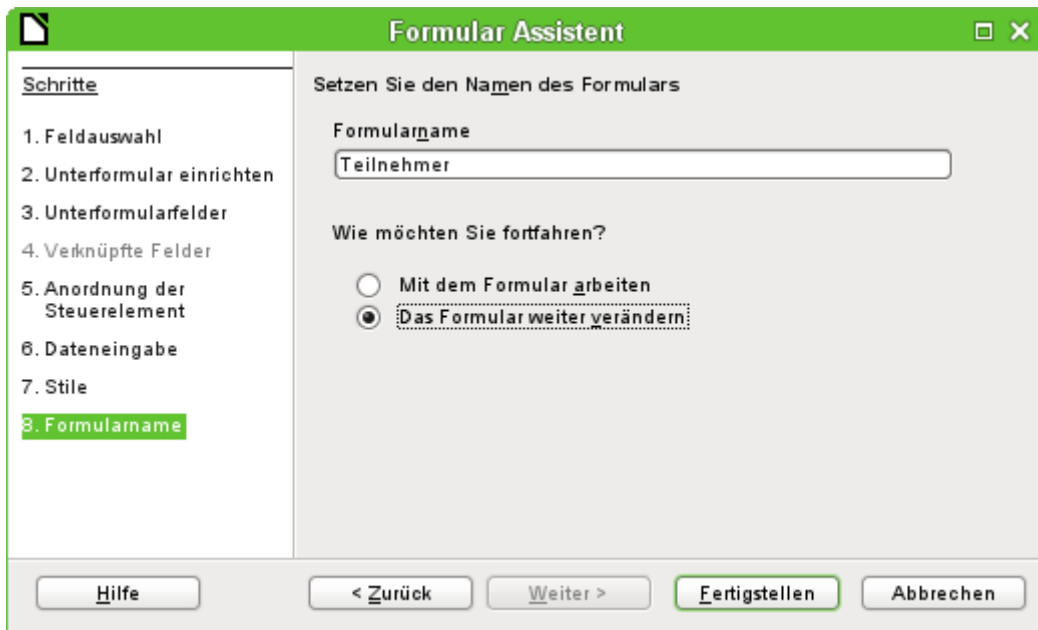 Formular Assistent
Schritte
1. Feldauswahl
2. Unterformular einrichten
3. Unterformularfelder
4. Verknüpfte Felder
5. Anordnung der
Steuerelement
6. Dateneingabe
7. Stile
8. Formularname
Setzen Sie den Namen des Formulars
Formularname
Teilnehmer
Wie möchten Sie fortfahren?
Mit dem Formular arbeiten
Das Formular weiter verändern
Hilfe
< Zurück
Weiter >
Fertigstellen
Abbrechen